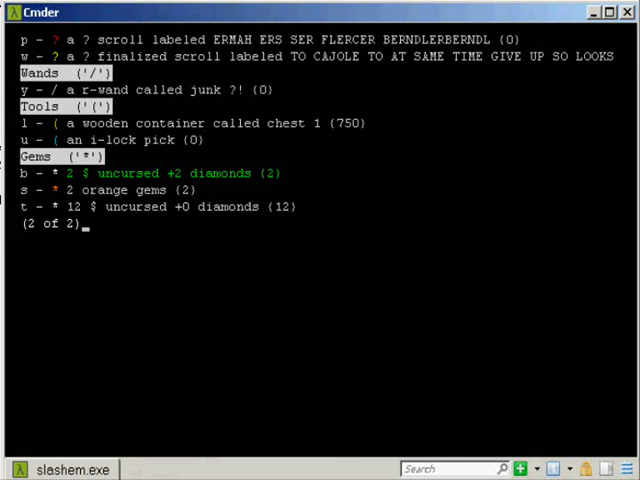 Cmder
p - ? a ? scroll labeled ERMAH ERS SER FLERCER BERNDLERBERNDL {0}
w - ? a ? finalized scroll labeled TO CAJOLE TO AT SAME TIME GIVE UP SO LOOKS
Wands ('/')
y - / a r-wand called junk ?! {0}
Tools ('(')
l - ( a wooden container called chest 1 {750}
u - ( an i-lock pick {0}
Gems ('*')
b - * 2 $ uncursed +2 diamonds {2}
s - * 2 orange gems {2}
t - * 12 $ uncursed +0 diamonds {12}
(2 of 2)
slashem.exe
Search